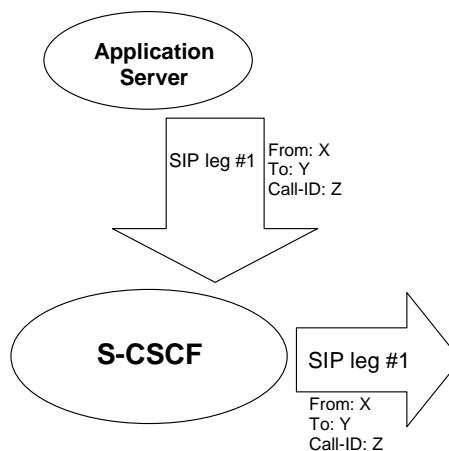 Application
Server
SIP leg #1
From: X
To: Y
Call-ID: Z
S-CSCF
SIP leg #1
From: X
To: Y
Call-ID: Z